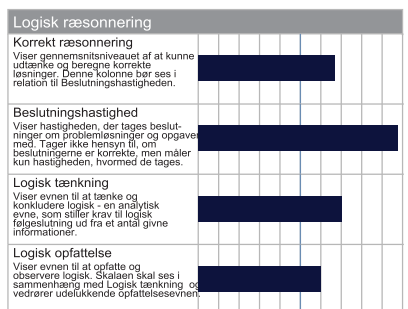 Logisk ræsonnering
Korrekt ræsonnering
Viser gennemsnitsniveauet af at kunne
udtænke og beregne korrekte
løsninger. Denne kolonne bør ses i
relation til Beslutningshastigheden.
Beslutningshastighed
Viser hastigheden, der tages beslut-
ninger om problemløsninger og opgaver
med. Tager ikke hensyn til, om
beslutningerne er korrekte, men måler
kun hastigheden, hvormed de tages.
Logisk tænkning
Viser evnen til at tænke og
konkludere logisk - en analytisk
evne, som stiller krav til logisk
følgeslutning ud fra et antal givne
informationer.
Logisk opfattelse
Viser evnen til at opfatte og
observere logisk. Skalaen skal ses i
sammenhæng med Logisk tænkning og
vedrører udelukkende opfattelsesevnen.